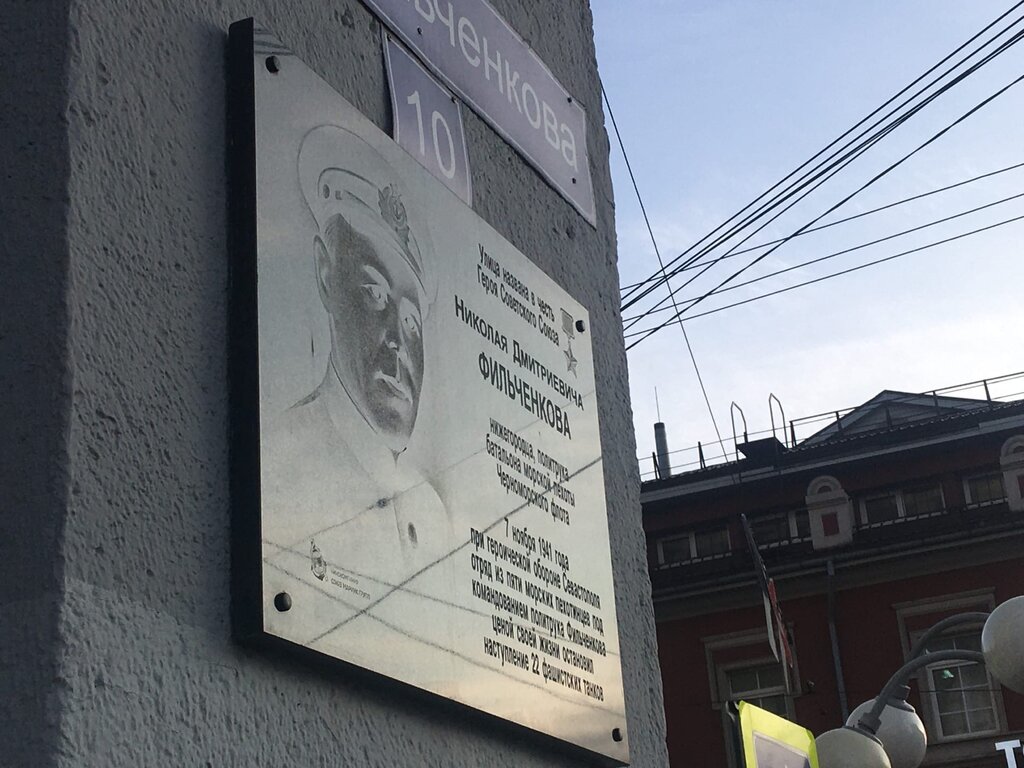 ьченкова
10
Улица названа в честь
Героя Советского Союза
НИКОЛАЯ ДМИТРИЕВИЧА
ФИЛЬЧЕНКОВА
нижегородца, политрука
батальона морской пехоты
Черноморского флота
7 ноября 1941 года
при героической обороне Севастополя
отряд из пяти морских пехотинцев под
командованием политрука Фильченкова
ценой своей жизни остановил
наступление 22 фашистских танков